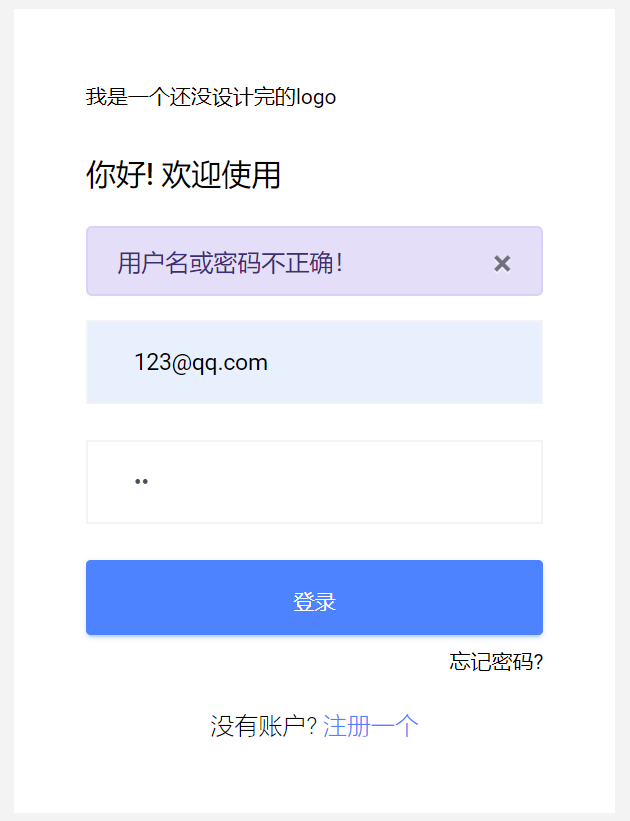 我是一个还没设计完的logo
你好! 欢迎使用
用户名或密码不正确！
123@qq.com
登录
忘记密码?
没有账户? 注册一个